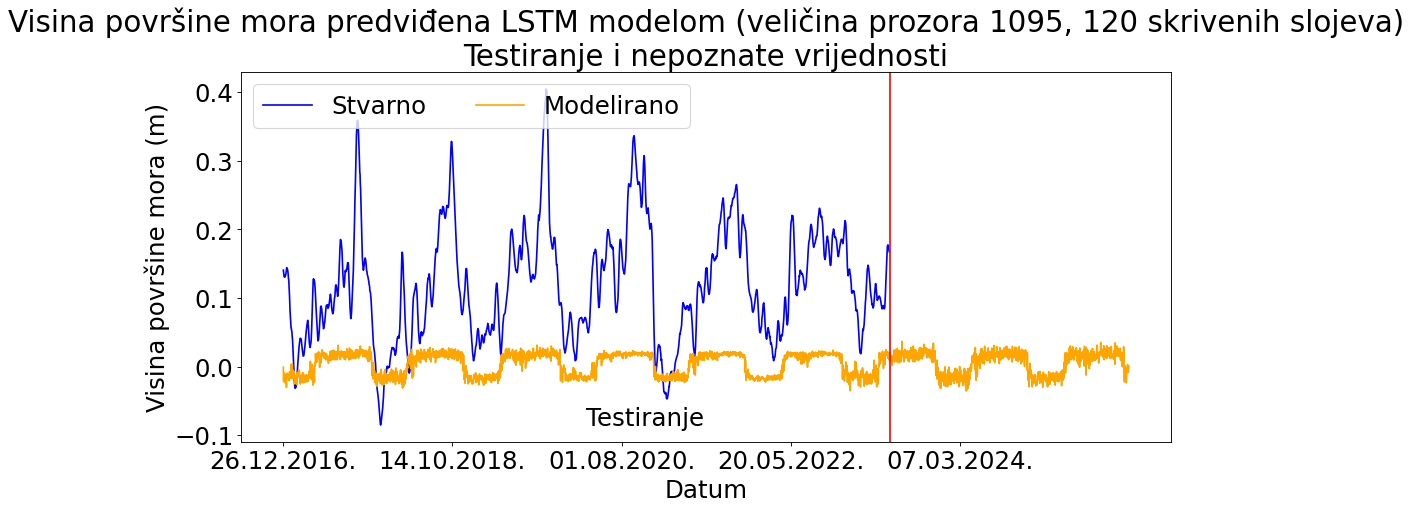 Visina površine mora predviđena LSTM modelom (veličina prozora 1095, 120 skrivenih slojeva)
Testiranje i nepoznate vrijednosti
Stvarno Modelirano
Visina površine mora (m)
0.4
0.3
0.2
0.1
0.0
−0.1
Testiranje
26.12.2016. 14.10.2018. 01.08.2020. 20.05.2022. 07.03.2024.
Datum